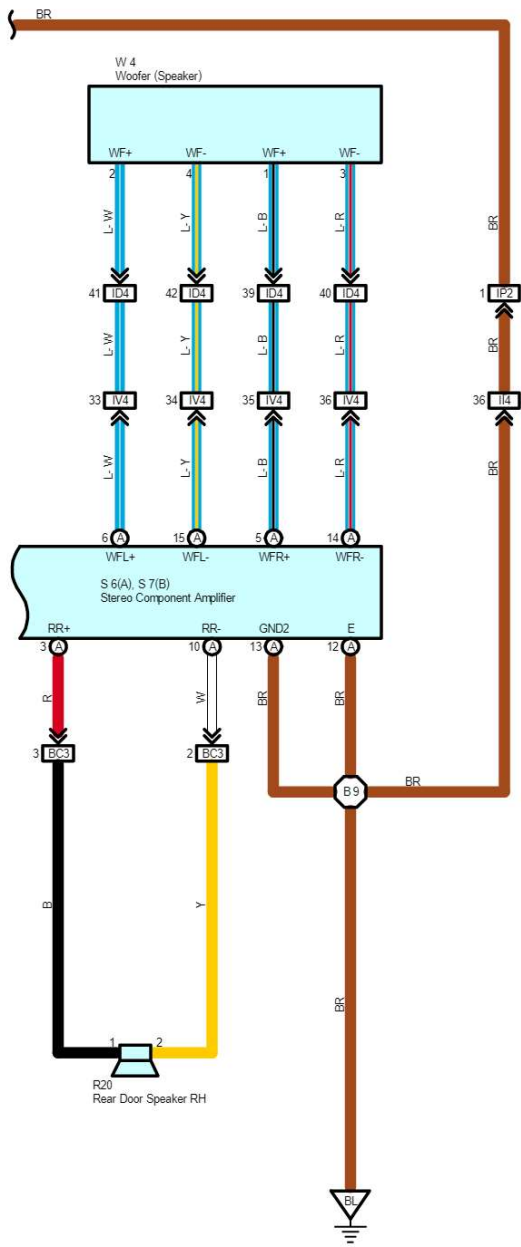 BR
W 4
Woofer (Speaker)
WF+ WF- WF+ WF-
2 4 1 3
L-W L-Y L-B L-R BR
41 ID4 42 ID4 39 ID4 40 ID4 1 IP2
L-W L-Y L-B L-R BR
33 IV4 34 IV4 35 IV4 36 IV4 36 II4
L-W L-Y L-B L-R BR
6 A 15 A 5 A 14 A
WFL+ WFL- WFR+ WFR-
S 6(A), S 7(B)
Stereo Component Amplifier
RR+ RR- GND2 E
3 A 10 A 13 A 12 A
R W BR BR
3 BC3 2 BC3
BR
B 9
B Y
BR
1 2
R20
Rear Door Speaker RH
BL